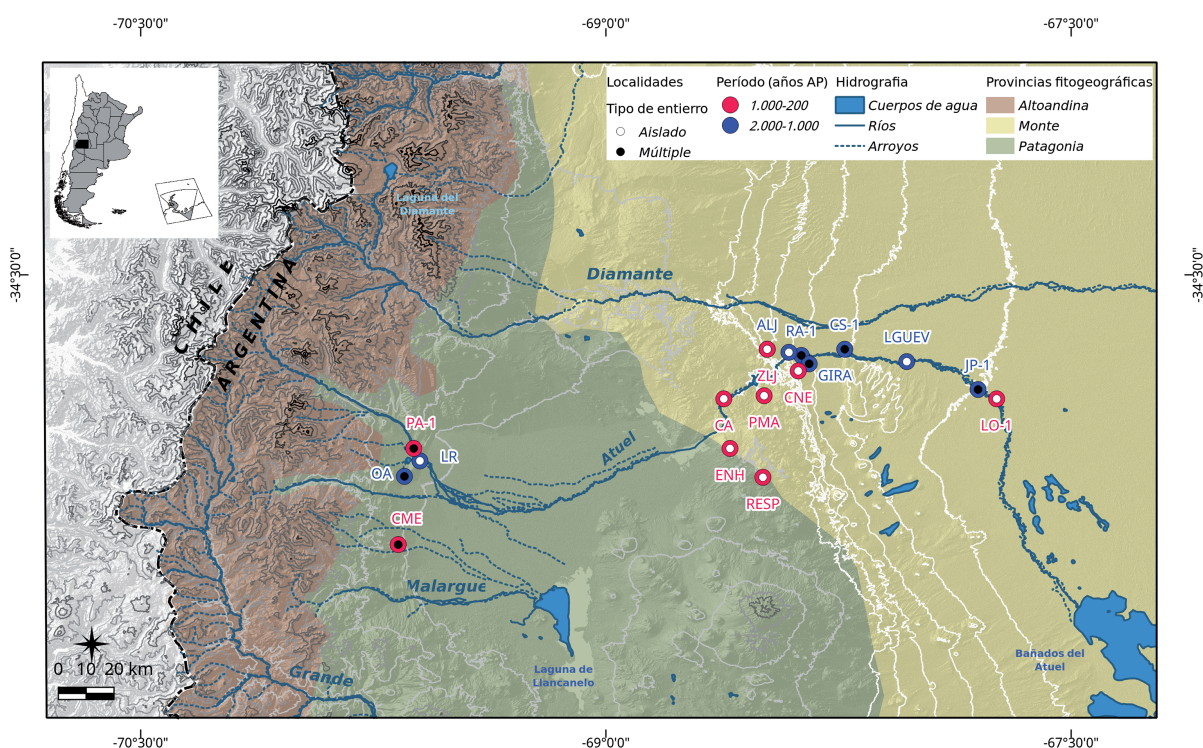 -70°30'0"
-69°0'0"
-67°30'0"
Localidades
Tipo de entierro
Aislado
Múltiple
Período (años AP)
1.000-200
2.000-1.000
Hidrografia
Cuerpos de agua
Ríos
Arroyos
Provincias fitogeográficas
Altoandina
Monte
Patagonia
Laguna del
Diamante
-34°30'0"
-34°30'0"
CHILE
ARGENTINA
Diamante
ALJ
RA-1
CS-1
LGUEV
JP-1
ZLJ
GIRA
CNE
CA
PMA
LO-1
PA-1
LR
OA
Atuel
ENH
RESP
CME
Malargue
Grande
Laguna de
Llancanelo
Bañados del
Atuel
0 10 20 km
-70°30'0"
-69°0'0"
-67°30'0"